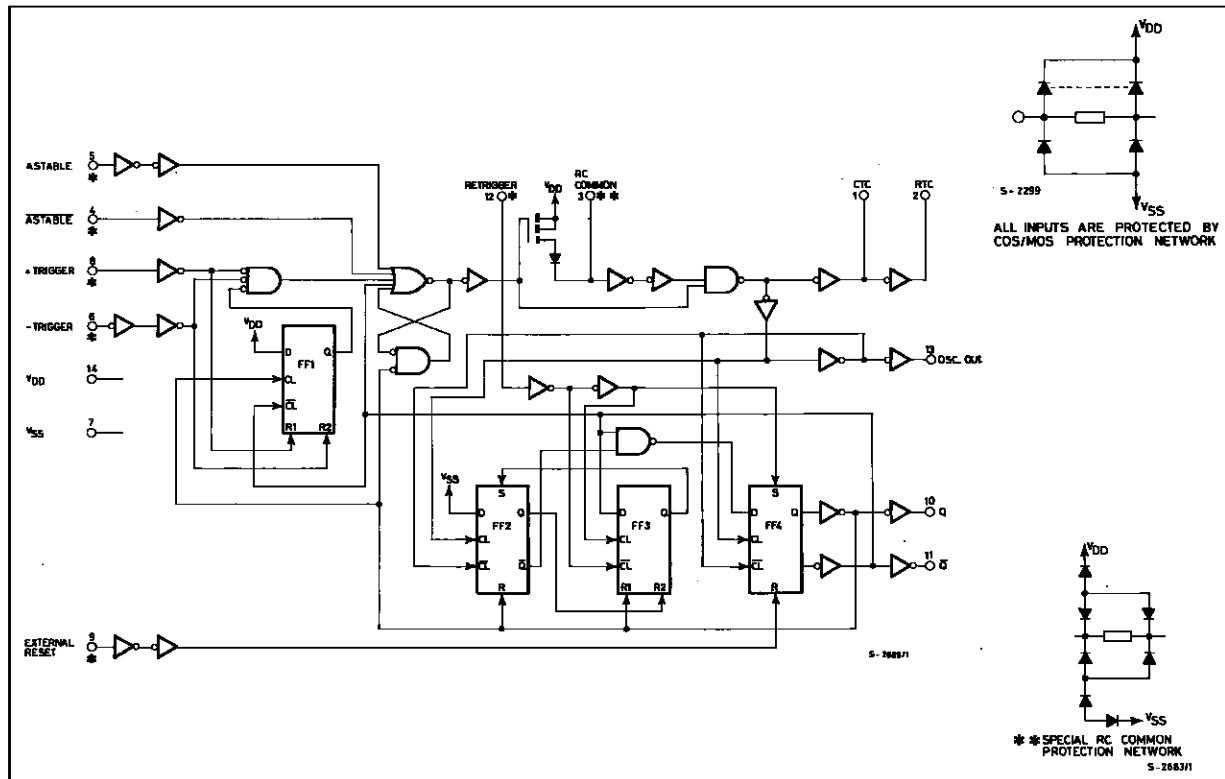 VDD
S-2299
VSS
ALL INPUTS ARE PROTECTED BY
COS/MOS PROTECTION NETWORK
ASTABLE 5 *
ASTABLE 4 *
+ TRIGGER 8 *
- TRIGGER 6 *
VDD 14
VSS 7
RETRIGGER
12 *
VDD
RC
COMMON
3 * *
CTC
1
RTC
2
13
OSC. OUT
VDD
D Q
FF1
CL
CL
R1 R2
VSS
S
D Q
FF2
CL
CL Q
R
D Q
FF3
CL
CL
R1 R2
S
D Q
FF4
CL
CL
R
10
Q
11
Q
EXTERNAL
RESET
9 *
VDD
VSS
* * SPECIAL RC COMMON
PROTECTION NETWORK
S-2683/1